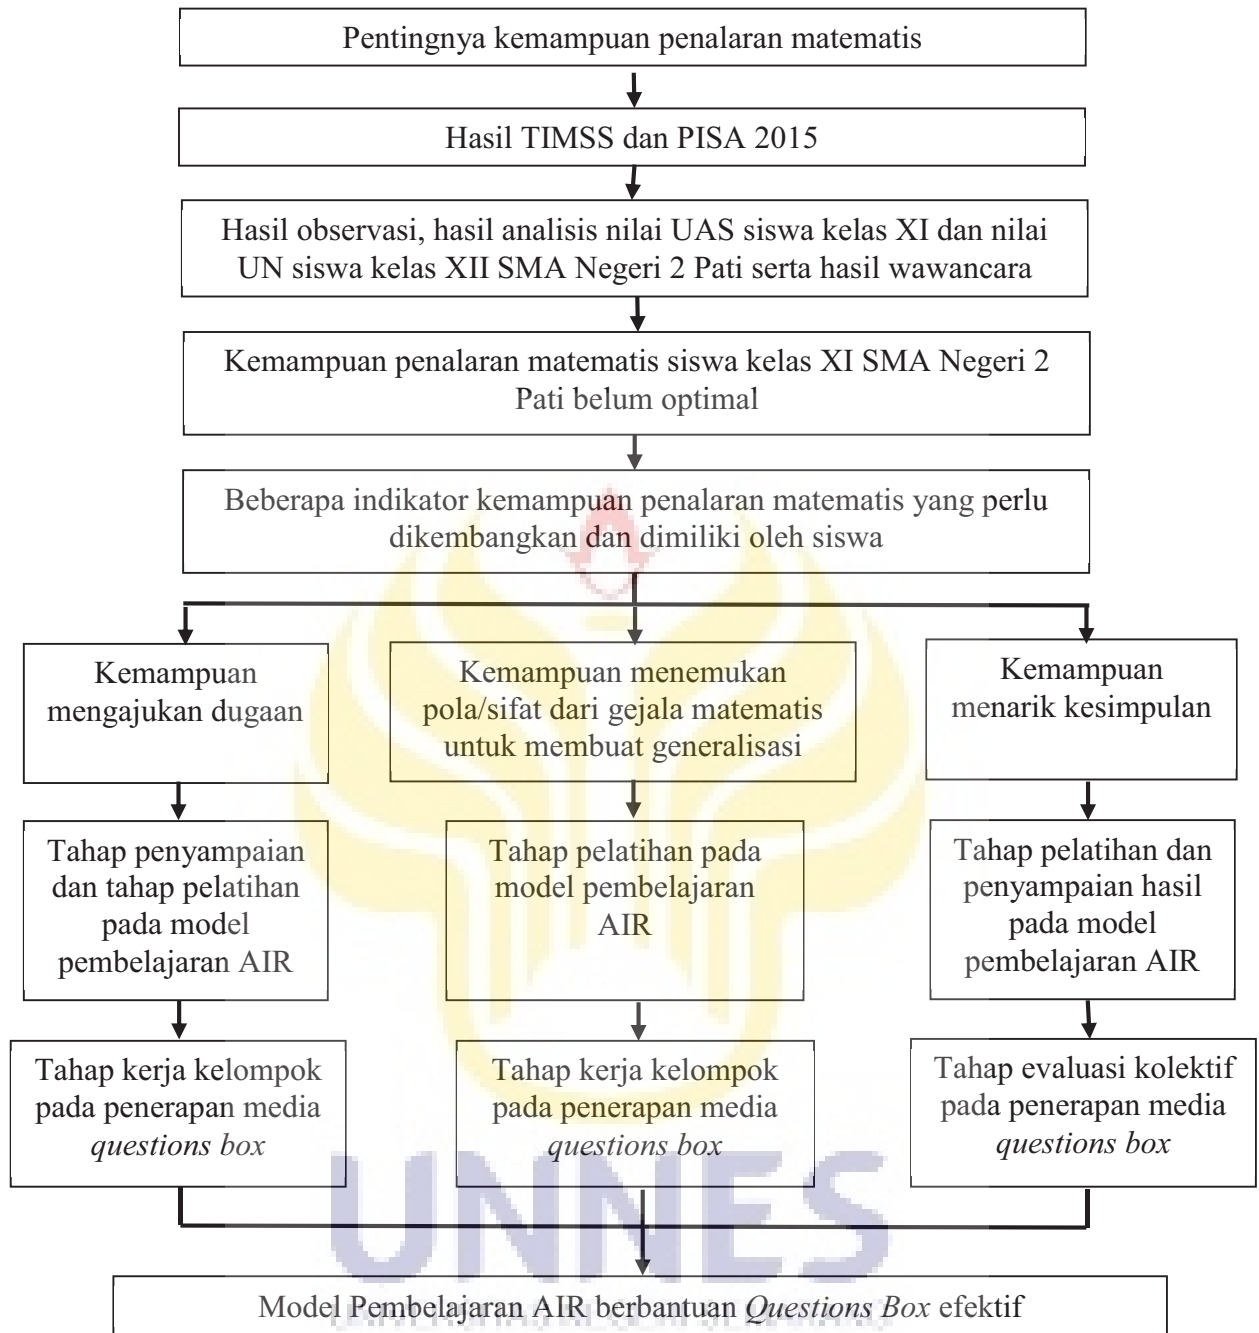 Pentingnya kemampuan penalaran matematis
Hasil TIMSS dan PISA 2015
Hasil observasi, hasil analisis nilai UAS siswa kelas XI dan nilai
UN siswa kelas XII SMA Negeri 2 Pati serta hasil wawancara
Kemampuan penalaran matematis siswa kelas XI SMA Negeri 2
Pati belum optimal
Beberapa indikator kemampuan penalaran matematis yang perlu
dikembangkan dan dimiliki oleh siswa
Kemampuan
mengajukan dugaan
Kemampuan menemukan
pola/sifat dari gejala matematis
untuk membuat generalisasi
Kemampuan
menarik kesimpulan
Tahap penyampaian
dan tahap pelatihan
pada model
pembelajaran AIR
Tahap pelatihan pada
model pembelajaran
AIR
Tahap pelatihan dan
penyampaian hasil
pada model
pembelajaran AIR
Tahap kerja kelompok
pada penerapan media
questions box
Tahap kerja kelompok
pada penerapan media
questions box
Tahap evaluasi kolektif
pada penerapan media
questions box
UNNES
Model Pembelajaran AIR berbantuan Questions Box efektif